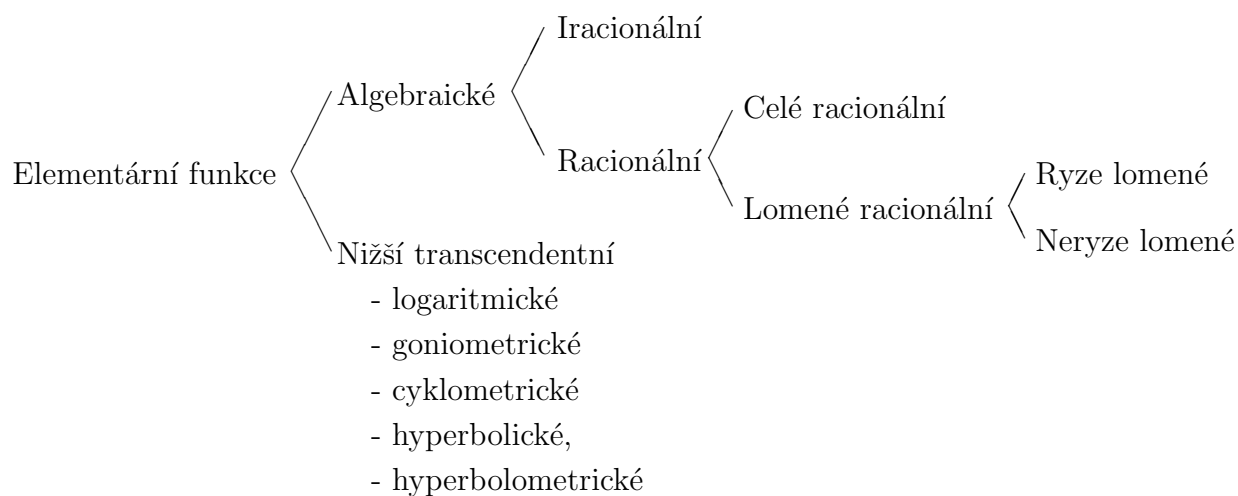 Iracionální
Algebraické
Celé racionální
Racionální
Elementární funkce
Ryze lomené
Lomené racionální
Neryze lomené
Nižší transcendentní
- logaritmické
- goniometrické
- cyklometrické
- hyperbolické,
- hyperbolometrické